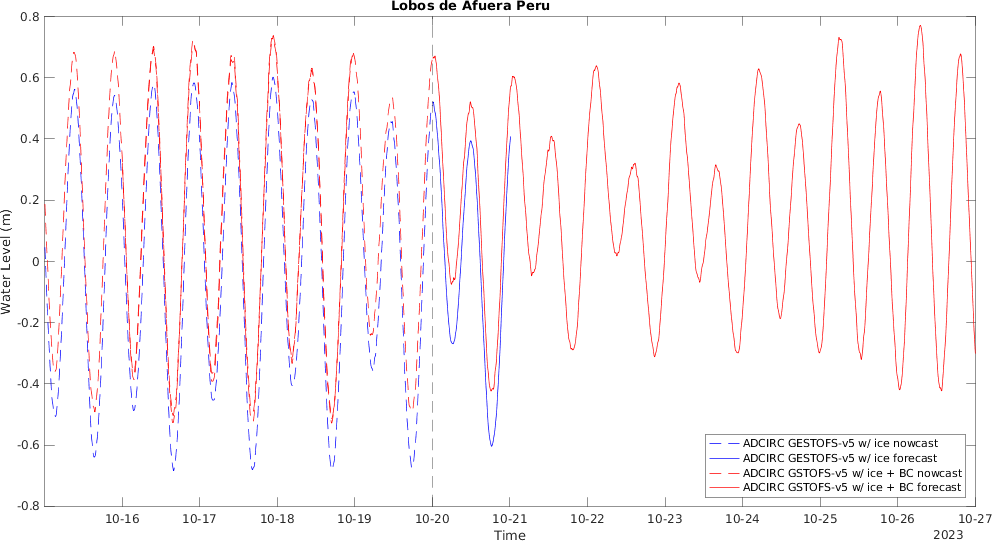 Lobos de Afuera Peru
0.8
0.6
0.4
0.2
0
-0.2
-0.4
-0.6
-0.8
Water Level (m)
ADCIRC GESTOFS-v5 w/ ice nowcast
ADCIRC GESTOFS-v5 w/ ice forecast
ADCIRC GSTOFS-v5 w/ ice + BC nowcast
ADCIRC GSTOFS-v5 w/ ice + BC forecast
10-16 10-17 10-18 10-19 10-20 10-21 10-22 10-23 10-24 10-25 10-26 10-27
Time
2023